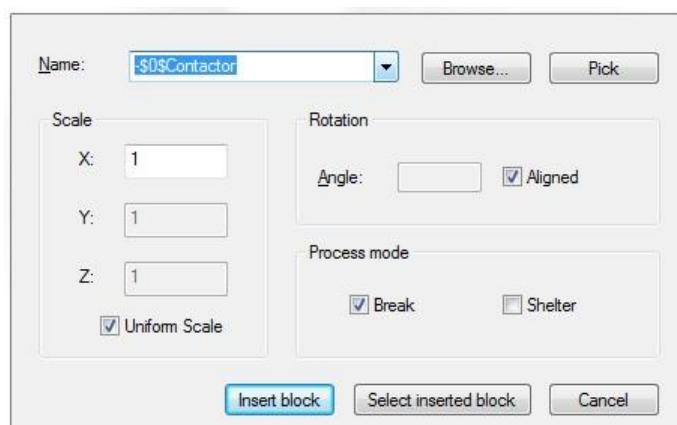 Name: -$0$Contactor Browse... Pick
Scale
X: 1
Y: 1
Z: 1
Uniform Scale
Rotation
Angle: Aligned
Process mode
Break Shelter
Insert block Select inserted block Cancel